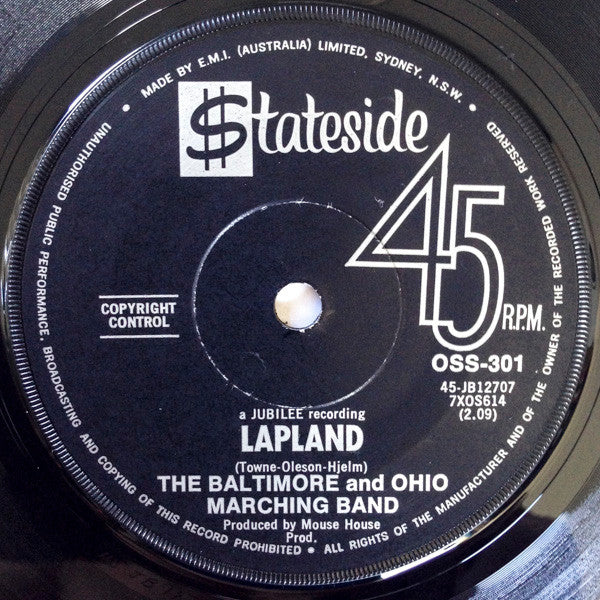 MADE BY E.M.I. (AUSTRALIA) LIMITED, SYDNEY, N.S.W. •
$tateside
45
R.P.M.
OSS-301
45-JB12707
7XOS614
(2.09)
COPYRIGHT
CONTROL
a JUBILEE recording
LAPLAND
(Towne-Oleson-Hjelm)
THE BALTIMORE and OHIO
MARCHING BAND
Produced by Mouse House
Prod.
• UNAUTHORISED PUBLIC PERFORMANCE, BROADCASTING AND COPYING OF THIS RECORD PROHIBITED • ALL RIGHTS OF THE MANUFACTURER AND OF THE OWNER OF THE RECORDED WORK RESERVED